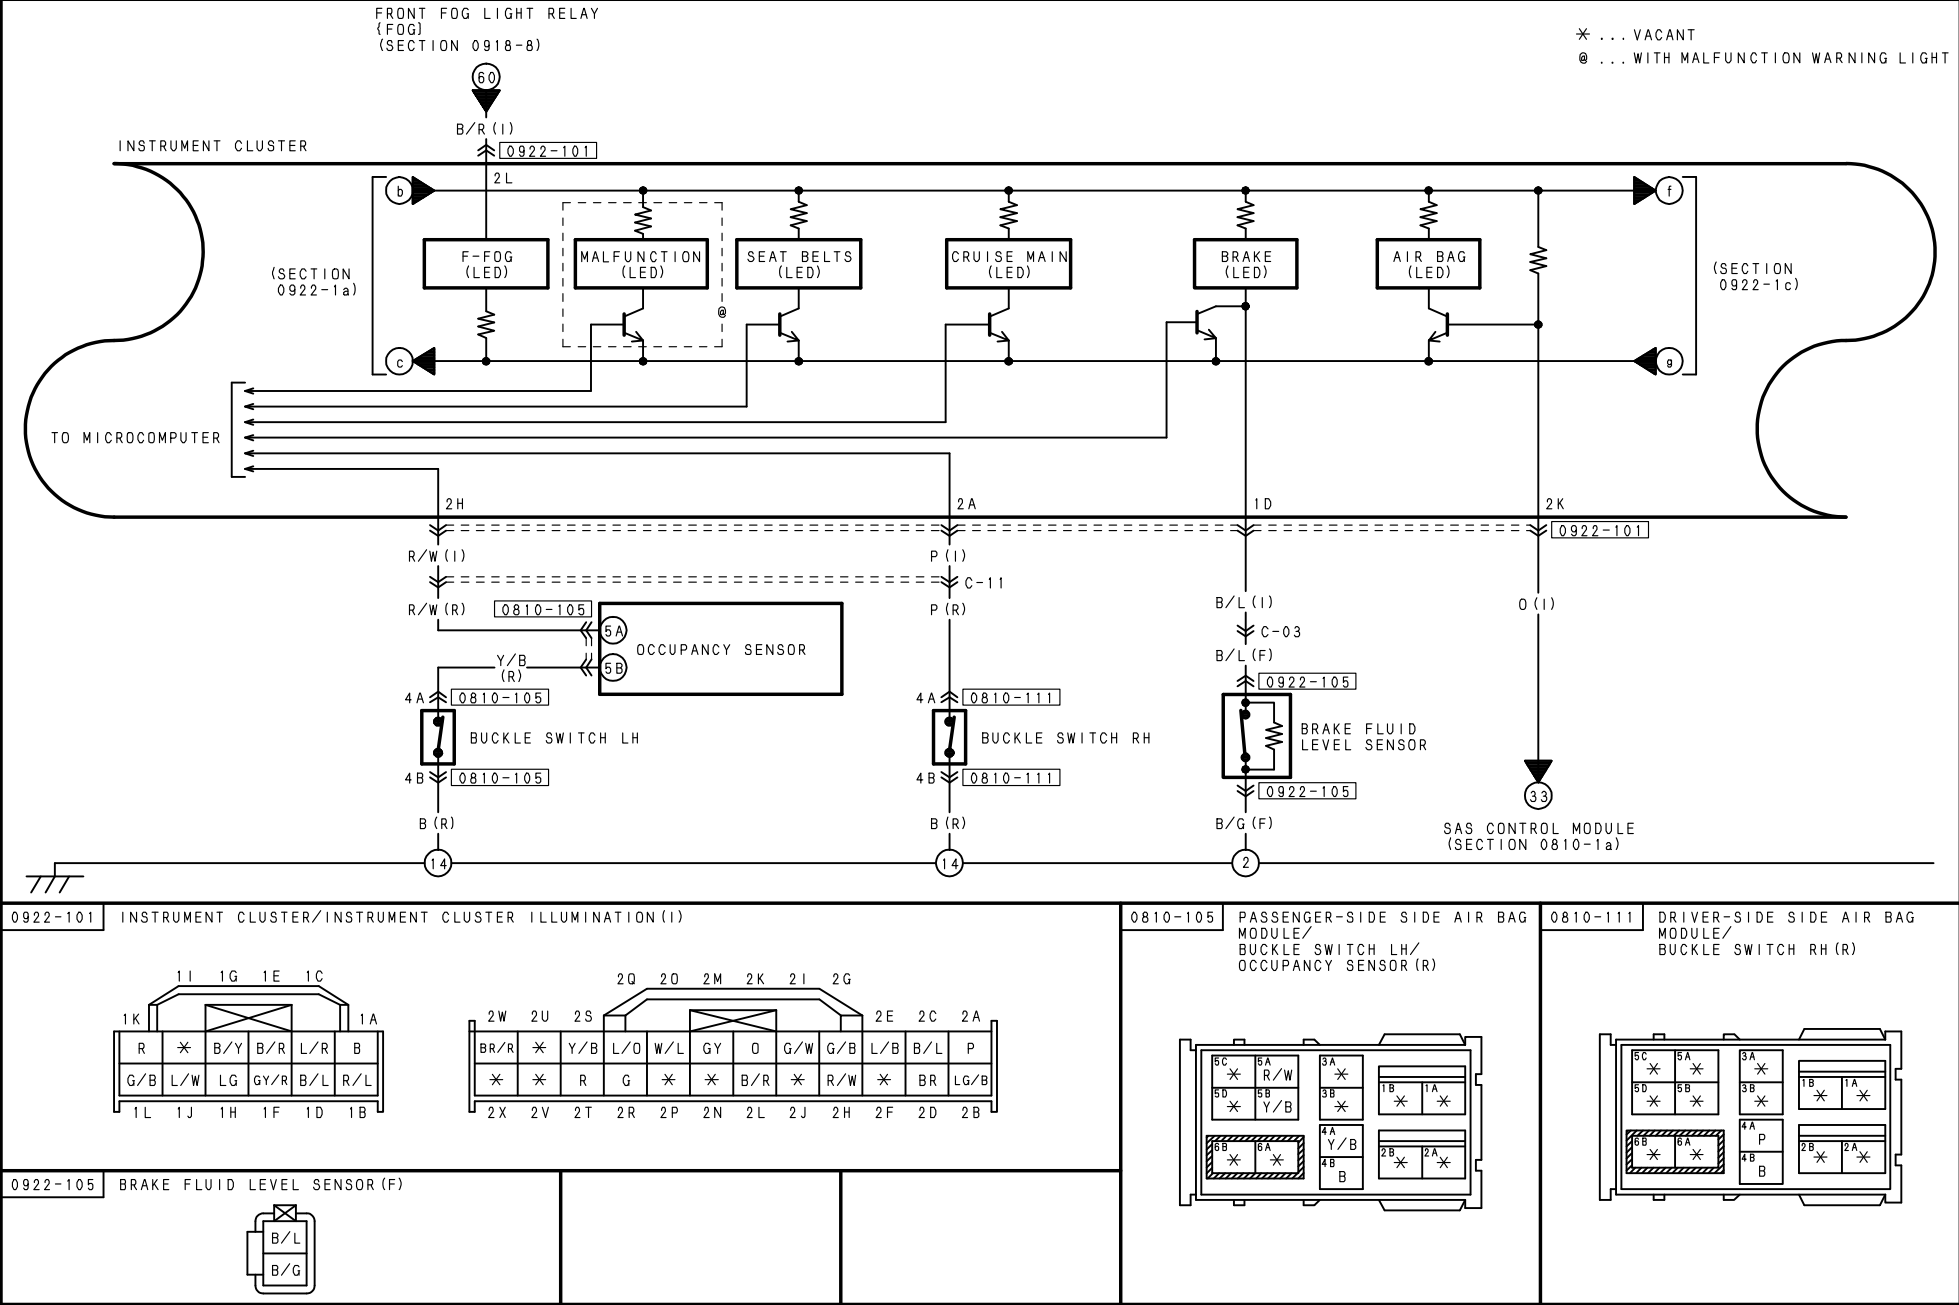 FRONT FOG LIGHT RELAY
{FOG}
(SECTION 0918-8)
* ... VACANT
@ ... WITH MALFUNCTION WARNING LIGHT
60
B/R(I)
INSTRUMENT CLUSTER
0922-101
2L
b
f
F-FOG
(LED)
MALFUNCTION
(LED)
SEAT BELTS
(LED)
CRUISE MAIN
(LED)
BRAKE
(LED)
AIR BAG
(LED)
(SECTION
0922-1a)
(SECTION
0922-1c)
@
c
g
TO MICROCOMPUTER
2H
2A
1D
2K
0922-101
R/W(I)
P(I)
C-11
R/W(R)
0810-105
P(R)
B/L(I)
O(I)
5A
C-03
OCCUPANCY SENSOR
Y/B
(R)
5B
B/L(F)
0922-105
4A
0810-105
4A
0810-111
BUCKLE SWITCH LH
BUCKLE SWITCH RH
BRAKE FLUID
LEVEL SENSOR
4B
0810-105
4B
0810-111
0922-105
33
B(R)
B(R)
B/G(F)
SAS CONTROL MODULE
(SECTION 0810-1a)
14
14
2
0922-101
INSTRUMENT CLUSTER/INSTRUMENT CLUSTER ILLUMINATION(I)
1I 1G 1E 1C
1K 1A
R * B/Y B/R L/R B
G/B L/W LG GY/R B/L R/L
1L 1J 1H 1F 1D 1B
2Q 2O 2M 2K 2I 2G
2W 2U 2S 2E 2C 2A
BR/R * Y/B L/O W/L GY O G/W G/B L/B B/L P
* * R G * * B/R * R/W * BR LG/B
2X 2V 2T 2R 2P 2N 2L 2J 2H 2F 2D 2B
0922-105
BRAKE FLUID LEVEL SENSOR(F)
B/L
B/G
0810-105
PASSENGER-SIDE SIDE AIR BAG
MODULE/
BUCKLE SWITCH LH/
OCCUPANCY SENSOR(R)
5C * 5A R/W 3A *
5D * 5B Y/B 3B * 1B * 1A *
4A Y/B
6B * 6A * 4B B 2B * 2A *
0810-111
DRIVER-SIDE SIDE AIR BAG
MODULE/
BUCKLE SWITCH RH(R)
5C * 5A * 3A *
5D * 5B * 3B * 1B * 1A *
4A P
6B * 6A * 4B B 2B * 2A *